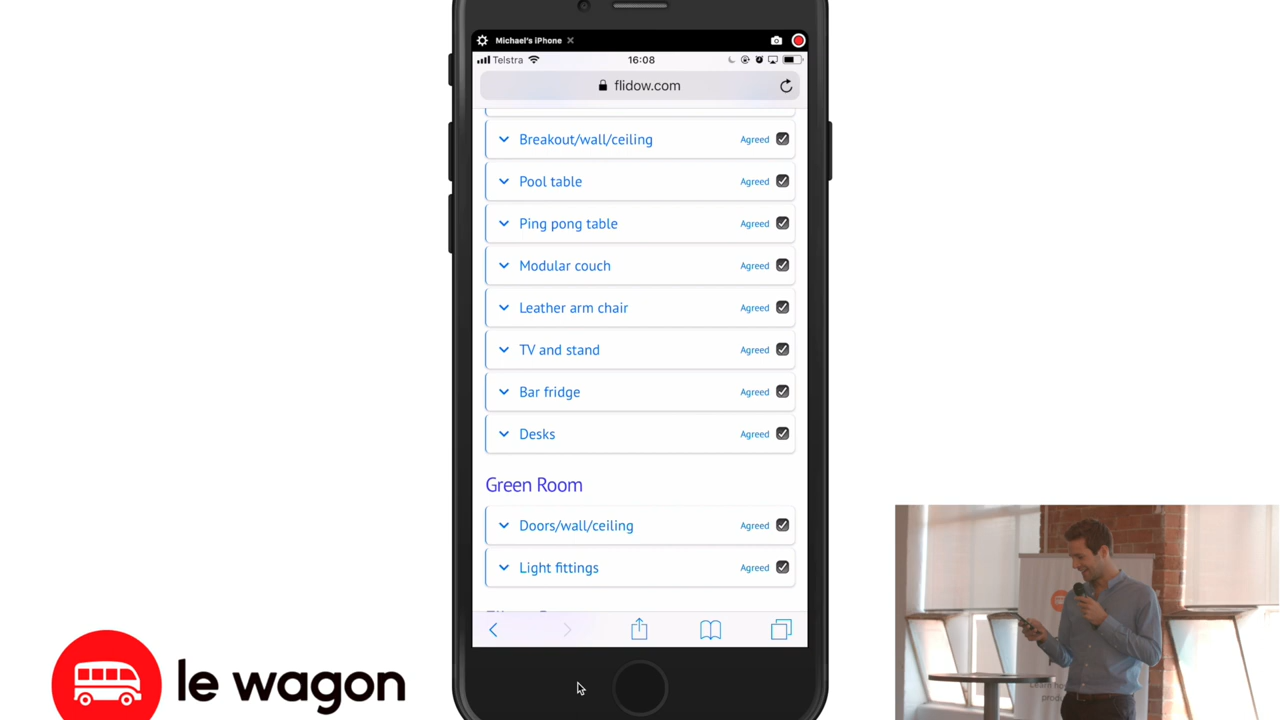 Michael's iPhone
Telstra 16:08
flidow.com
Breakout/wall/ceiling Agreed
Pool table Agreed
Ping pong table Agreed
Modular couch Agreed
Leather arm chair Agreed
TV and stand Agreed
Bar fridge Agreed
Desks Agreed
Green Room
Doors/wall/ceiling Agreed
Light fittings Agreed
le wagon